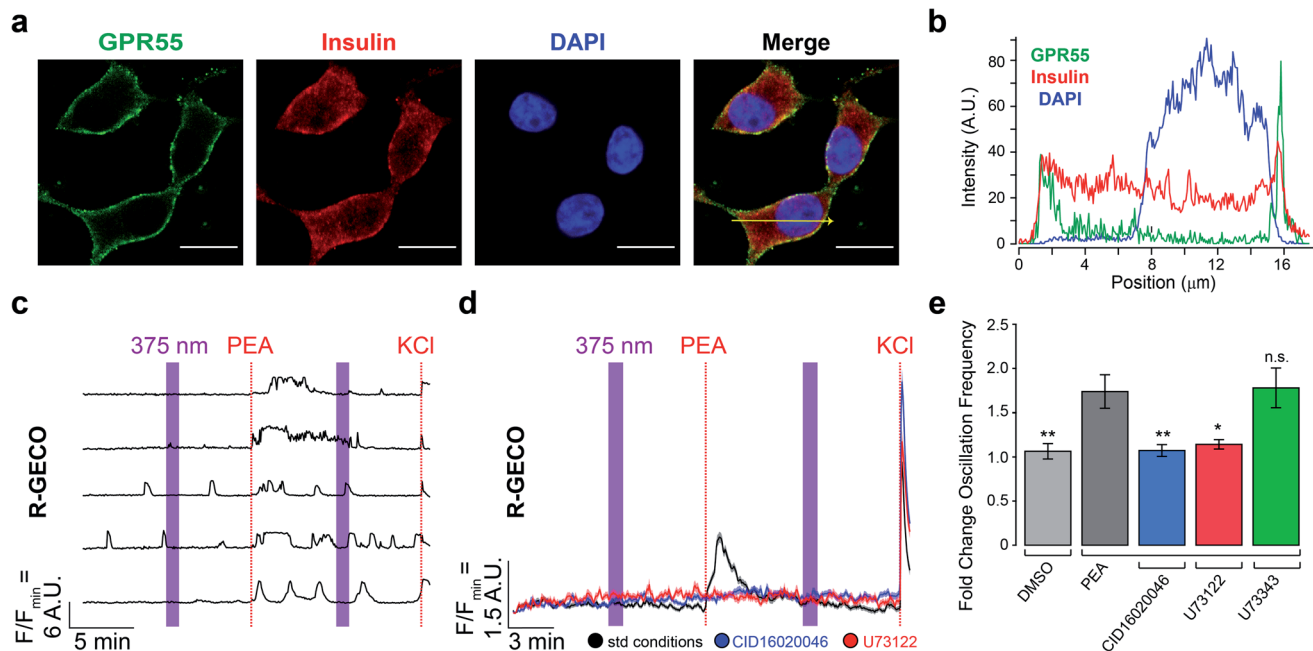 a
GPR55 Insulin DAPI Merge
b
GPR55
Insulin
DAPI
Intensity (A.U.)
80
60
40
20
0
0 4 8 12 16
Position (μm)
c
375 nm PEA KCl
R-GECO
F/Fmin =
6 A.U.
5 min
d
375 nm PEA KCl
R-GECO
F/Fmin =
1.5 A.U.
3 min
std conditions CID16020046 U73122
e
Fold Change Oscillation Frequency
2.5
2.0
1.5
1.0
0.5
0
** ** * n.s.
DMSO
PEA
CID16020046
U73122
U73343